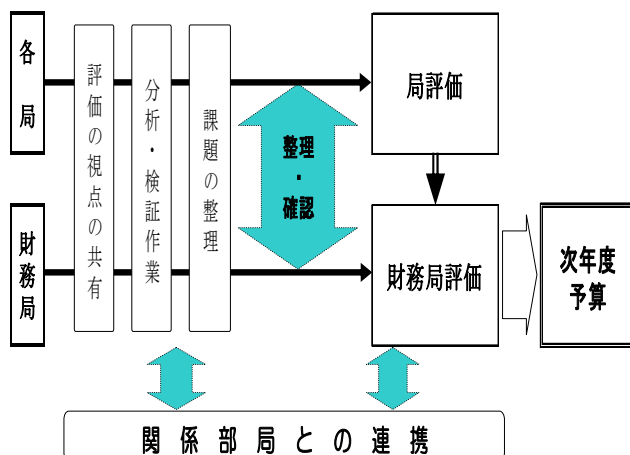 各局
評価の視点の共有
分析・検証作業
課題の整理
整理
・
確認
局評価
財務局
財務局評価
次年度
予算
関係部局との連携